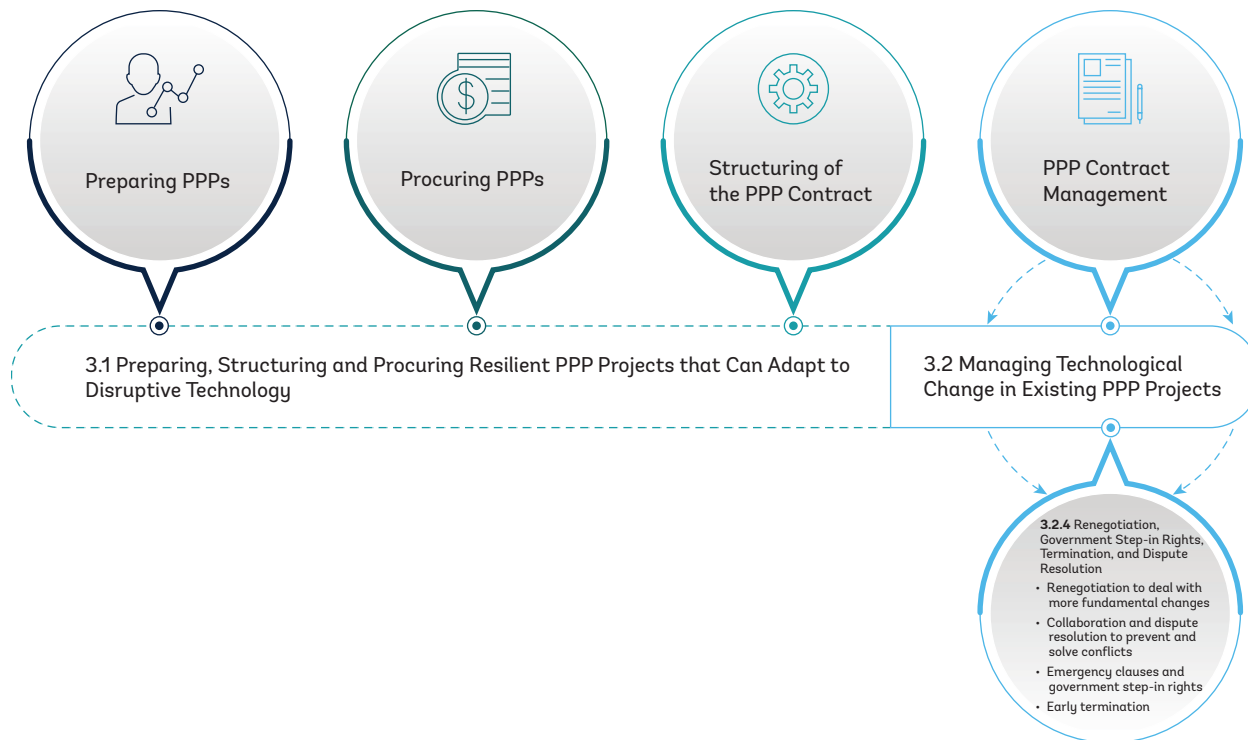 Preparing PPPs
Procuring PPPs
Structuring of
the PPP Contract
PPP Contract
Management
3.1 Preparing, Structuring and Procuring Resilient PPP Projects that Can Adapt to
Disruptive Technology
3.2 Managing Technological
Change in Existing PPP Projects
3.2.4 Renegotiation,
Government Step-in Rights,
Termination, and Dispute
Resolution
• Renegotiation to deal with
more fundamental changes
• Collaboration and dispute
resolution to prevent and
solve conflicts
• Emergency clauses and
government step-in rights
• Early termination